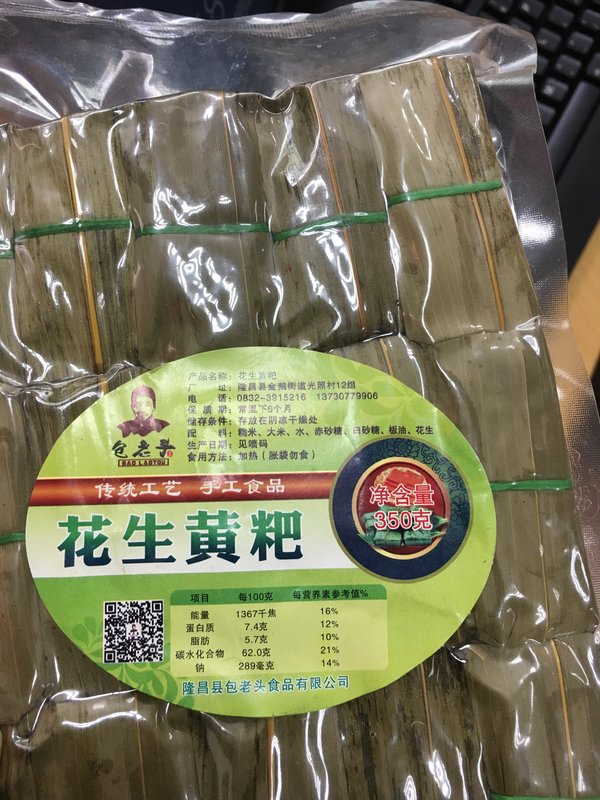 产品名称：花生黄粑
厂　　址：隆昌县金鹅街道光照村12组
电　　话：0832-3915216　13730779906
保 质 期：常温下6个月
储存条件：存放在阴凉干燥处
配　　料：糯米、大米、水、赤砂糖、白砂糖、板油、花生
生产日期：见喷码
食用方法：加热（胀袋勿食）
包老头
BAO LAOTOU
传统工艺 手工食品
花生黄粑
净含量
350克
项目 每100克 每营养素参考值%
能量 1367千焦 16%
蛋白质 7.4克 12%
脂肪 5.7克 10%
碳水化合物 62.0克 21%
钠 289毫克 14%
隆昌县包老头食品有限公司